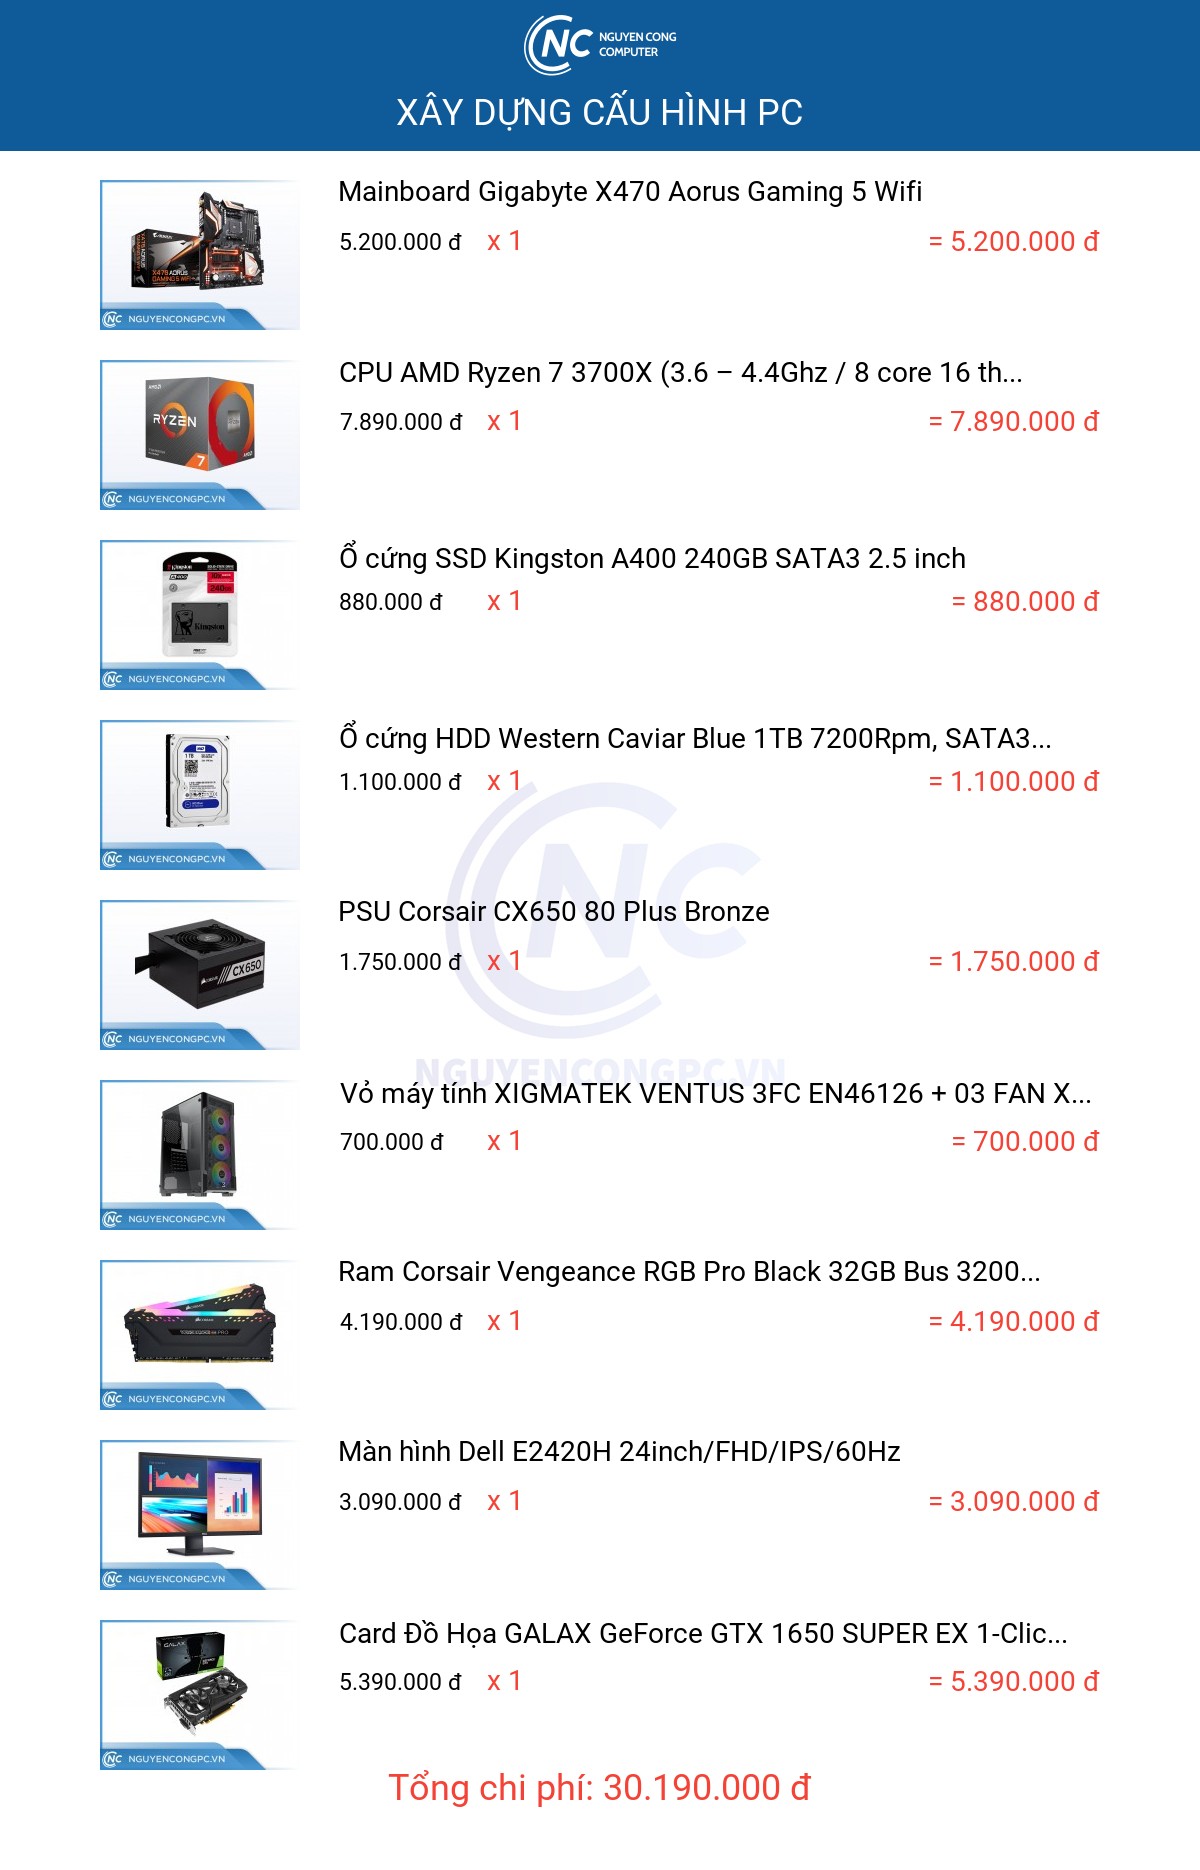 NC NGUYEN CONG
COMPUTER
XÂY DỰNG CẤU HÌNH PC
Mainboard Gigabyte X470 Aorus Gaming 5 Wifi
5.200.000 đ x 1 = 5.200.000 đ
NC NGUYENCONGPC.VN
CPU AMD Ryzen 7 3700X (3.6 – 4.4Ghz / 8 core 16 th...
7.890.000 đ x 1 = 7.890.000 đ
RYZEN
7
NC NGUYENCONGPC.VN
Ổ cứng SSD Kingston A400 240GB SATA3 2.5 inch
880.000 đ x 1 = 880.000 đ
Kingston
NC NGUYENCONGPC.VN
Ổ cứng HDD Western Caviar Blue 1TB 7200Rpm, SATA3...
1.100.000 đ x 1 = 1.100.000 đ
NC NGUYENCONGPC.VN
NC
PSU Corsair CX650 80 Plus Bronze
1.750.000 đ x 1 = 1.750.000 đ
CX650
NC NGUYENCONGPC.VN
NGUYENCONGPC.VN
Vỏ máy tính XIGMATEK VENTUS 3FC EN46126 + 03 FAN X...
700.000 đ x 1 = 700.000 đ
NC NGUYENCONGPC.VN
Ram Corsair Vengeance RGB Pro Black 32GB Bus 3200...
4.190.000 đ x 1 = 4.190.000 đ
NC NGUYENCONGPC.VN
Màn hình Dell E2420H 24inch/FHD/IPS/60Hz
3.090.000 đ x 1 = 3.090.000 đ
NC NGUYENCONGPC.VN
Card Đồ Họa GALAX GeForce GTX 1650 SUPER EX 1-Clic...
GALAX
5.390.000 đ x 1 = 5.390.000 đ
NC NGUYENCONGPC.VN
Tổng chi phí: 30.190.000 đ